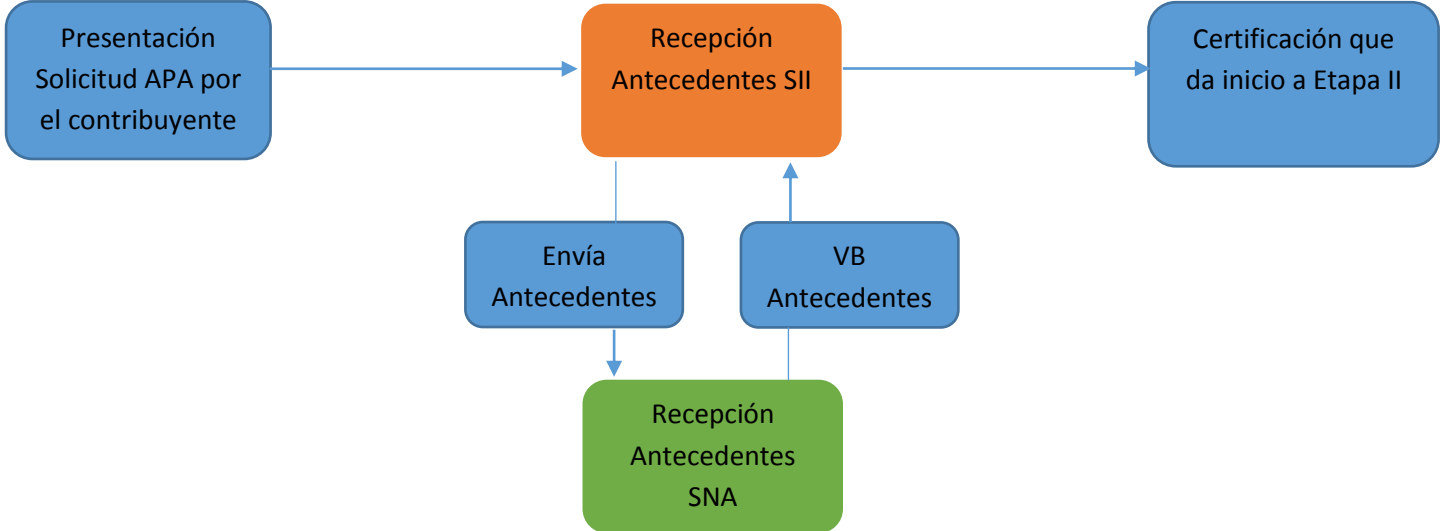 Presentación
Solicitud APA por
el contribuyente
Recepción
Antecedentes SII
Certificación que
da inicio a Etapa II
Envía
Antecedentes
VB
Antecedentes
Recepción
Antecedentes
SNA